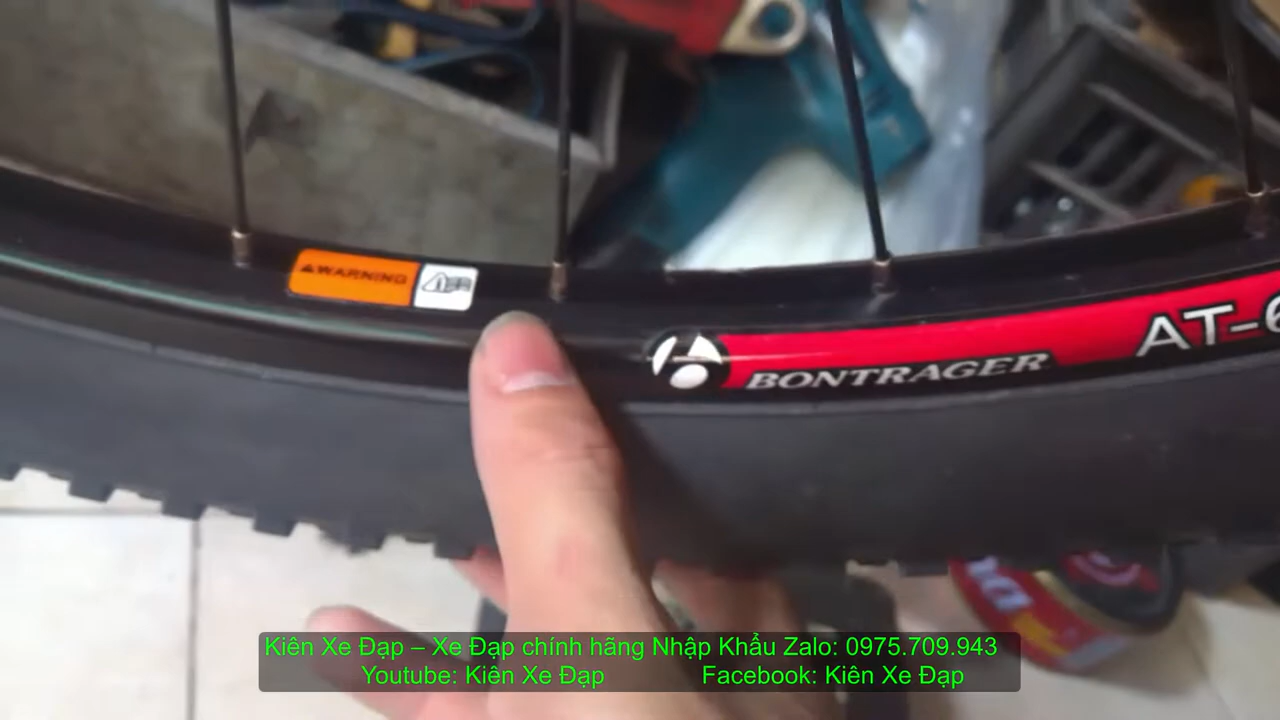 WARNING
BONTRAGER
AT-6
Kiên Xe Đạp – Xe Đạp chính hãng Nhập Khẩu Zalo: 0975.709.943
Youtube: Kiên Xe Đạp Facebook: Kiên Xe Đạp